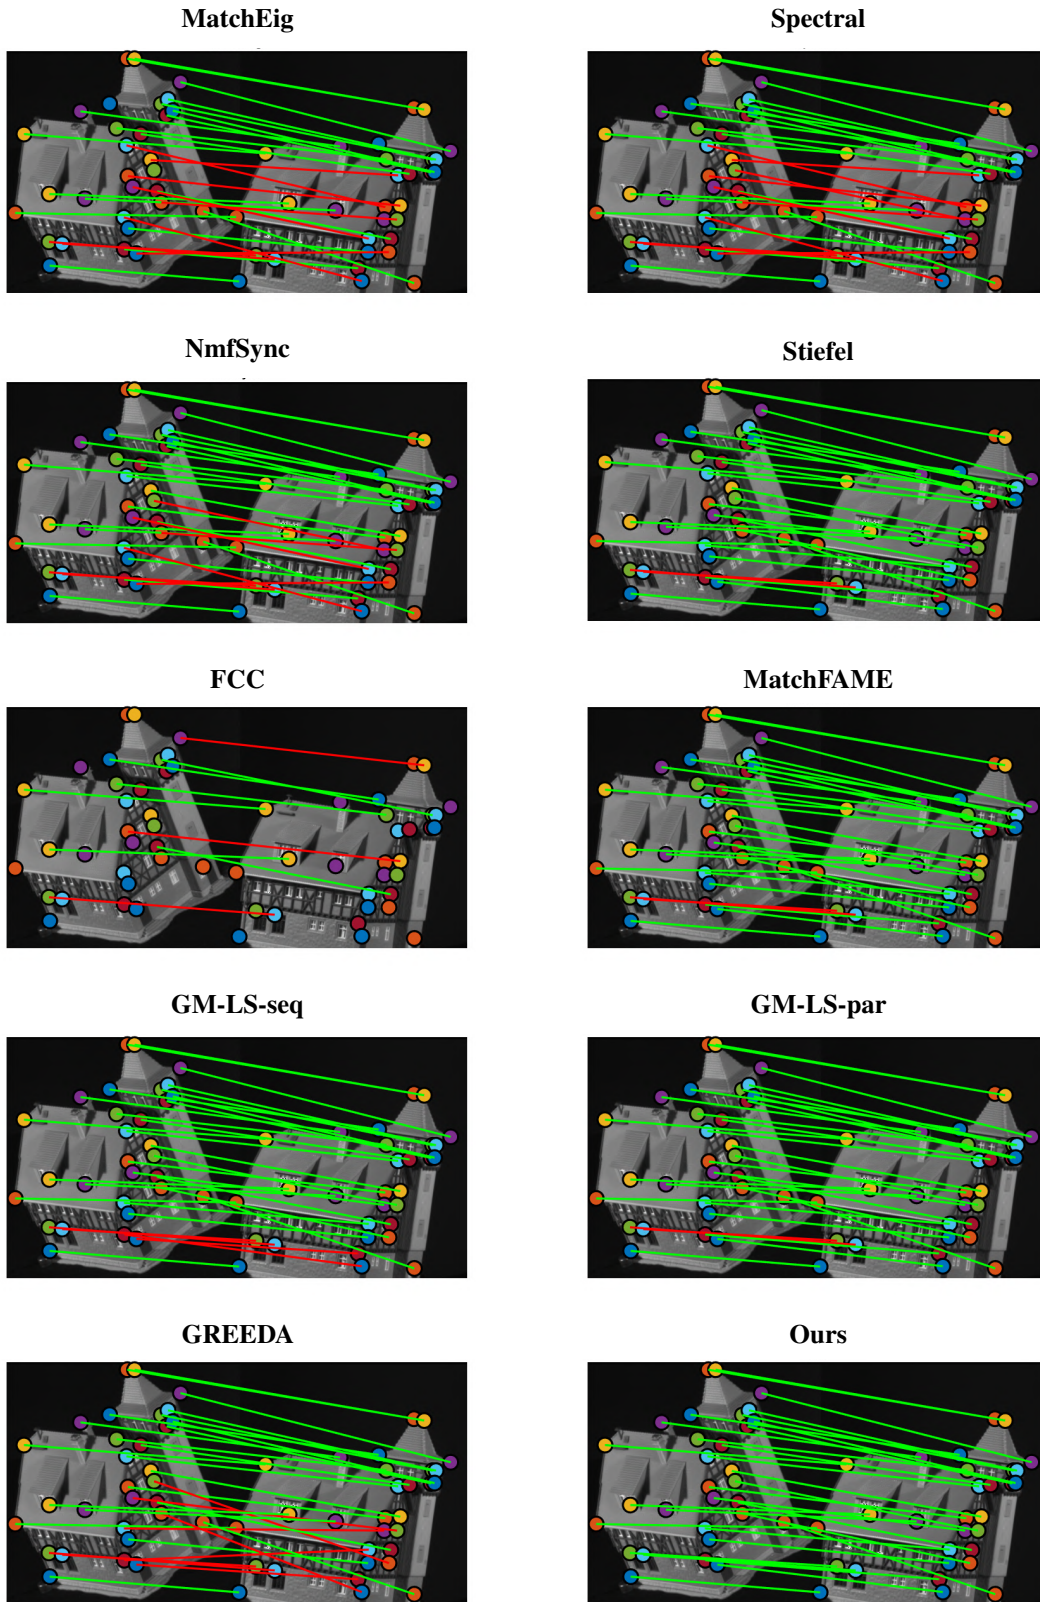 MatchEig
Spectral
NmfSync
Stiefel
FCC
MatchFAME
GM-LS-seq
GM-LS-par
GREEDA
Ours